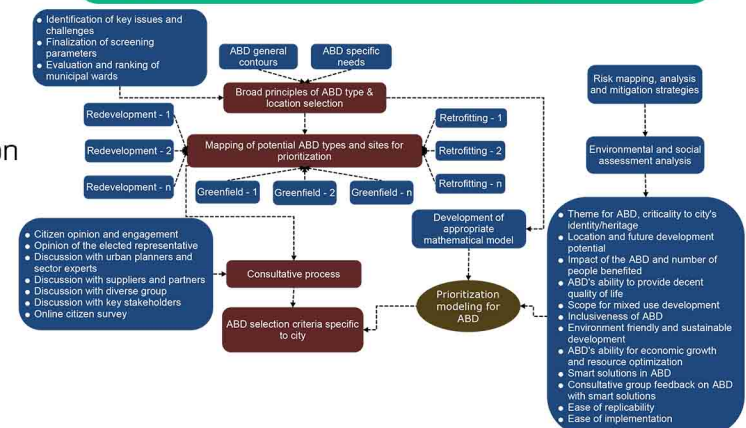 Identification of key issues and
challenges
Finalization of screening
parameters
Evaluation and ranking of
municipal wards
ABD general
contours
ABD specific
needs
Broad principles of ABD type &
location selection
Risk mapping, analysis
and mitigation strategies
Redevelopment - 1
Redevelopment - 2
Redevelopment - n
Mapping of potential ABD types and sites for
prioritization
Retrofitting - 1
Retrofitting - 2
Retrofitting - n
Greenfield - 1
Greenfield - 2
Greenfield - n
Environmental and social
assessment analysis
on
Citizen opinion and engagement
Opinion of the elected representative
Discussion with urban planners and
sector experts
Discussion with suppliers and partners
Discussion with diverse group
Discussion with key stakeholders
Online citizen survey
Consultative process
ABD selection criteria specific
to city
Development of
appropriate
mathematical model
Prioritization
modeling for
ABD
Theme for ABD, criticality to city's
identity/heritage
Location and future development
potential
Impact of the ABD and number of
people benefited
ABD's ability to provide decent
quality of life
Scope for mixed use development
Inclusiveness of ABD
Environment friendly and sustainable
development
ABD's ability for economic growth
and resource optimization
Smart solutions in ABD
Consultative group feedback on ABD
with smart solutions
Ease of replicability
Ease of implementation